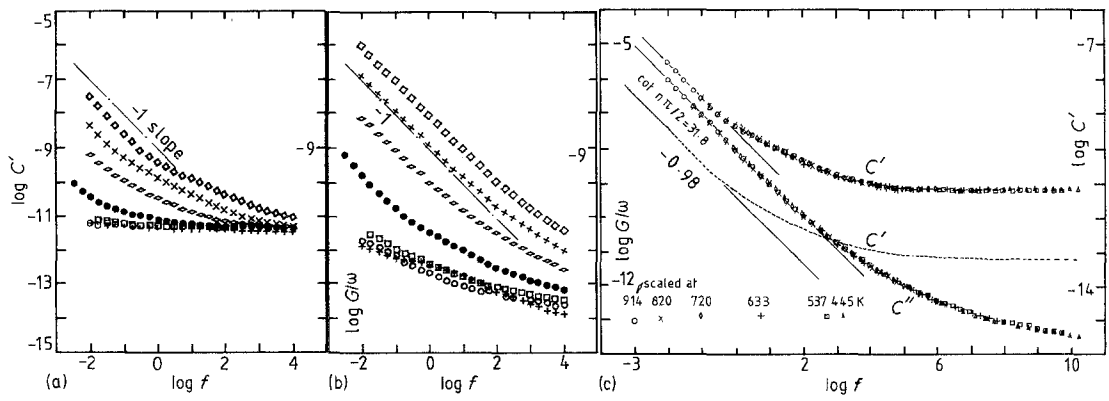 -5
-7
-9
-11
-13
-15
log C′
-1 slope
-2
0
2
4
(a)
log f
-9
log G/ω
-1
-2
0
2
4
(b)
log f
-5
-9
-12
log G/ω
cot nπ/2=31.8
-0.98
C′
C′
C″
scaled at
914 820 720 633 537 445 K
-7
log C′
-14
-3
2
6
10
(c)
log f